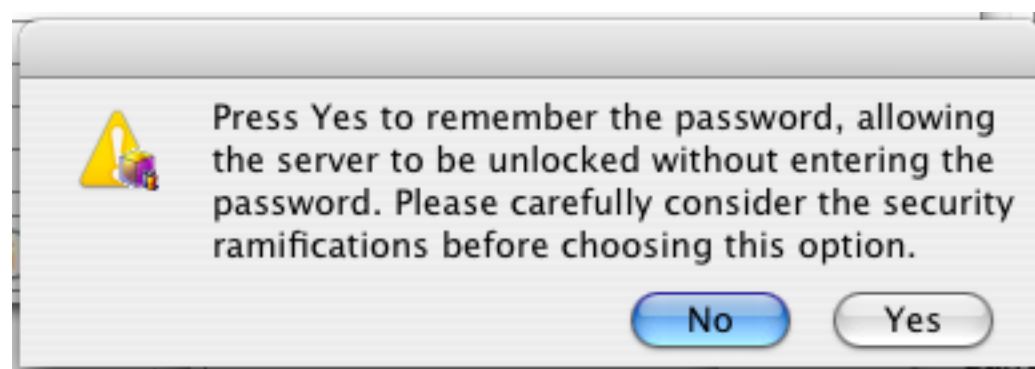 Press Yes to remember the password, allowing
the server to be unlocked without entering the
password. Please carefully consider the security
ramifications before choosing this option.
No Yes